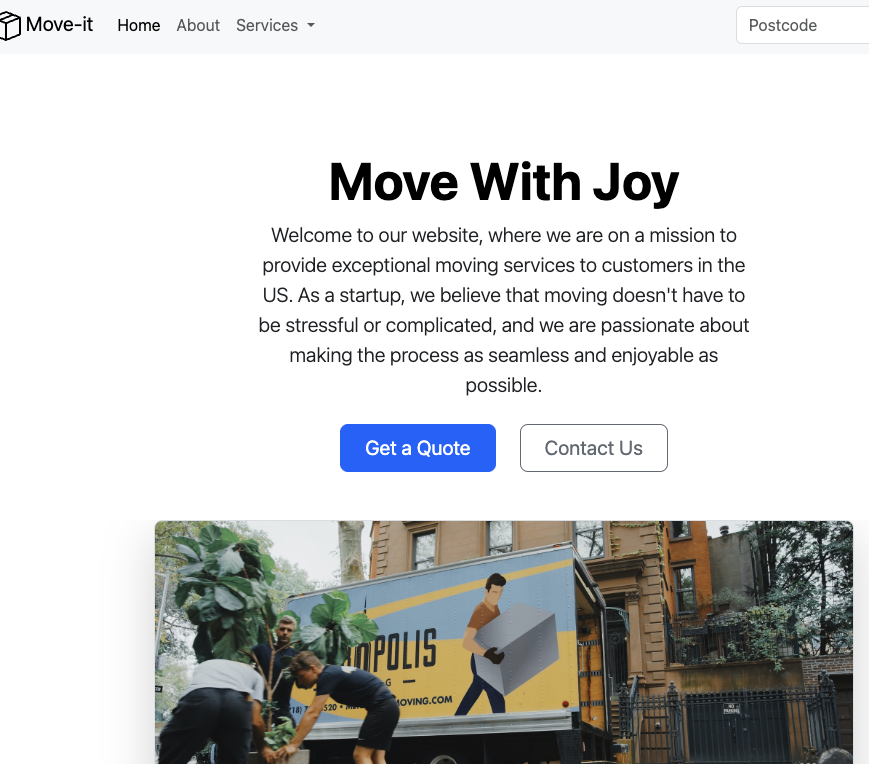 Move-it Home About Services Postcode
Move With Joy
Welcome to our website, where we are on a mission to
provide exceptional moving services to customers in the
US. As a startup, we believe that moving doesn't have to
be stressful or complicated, and we are passionate about
making the process as seamless and enjoyable as
possible.
Get a Quote Contact Us
POLIS
G
MOVING.COM
NO
PARKING